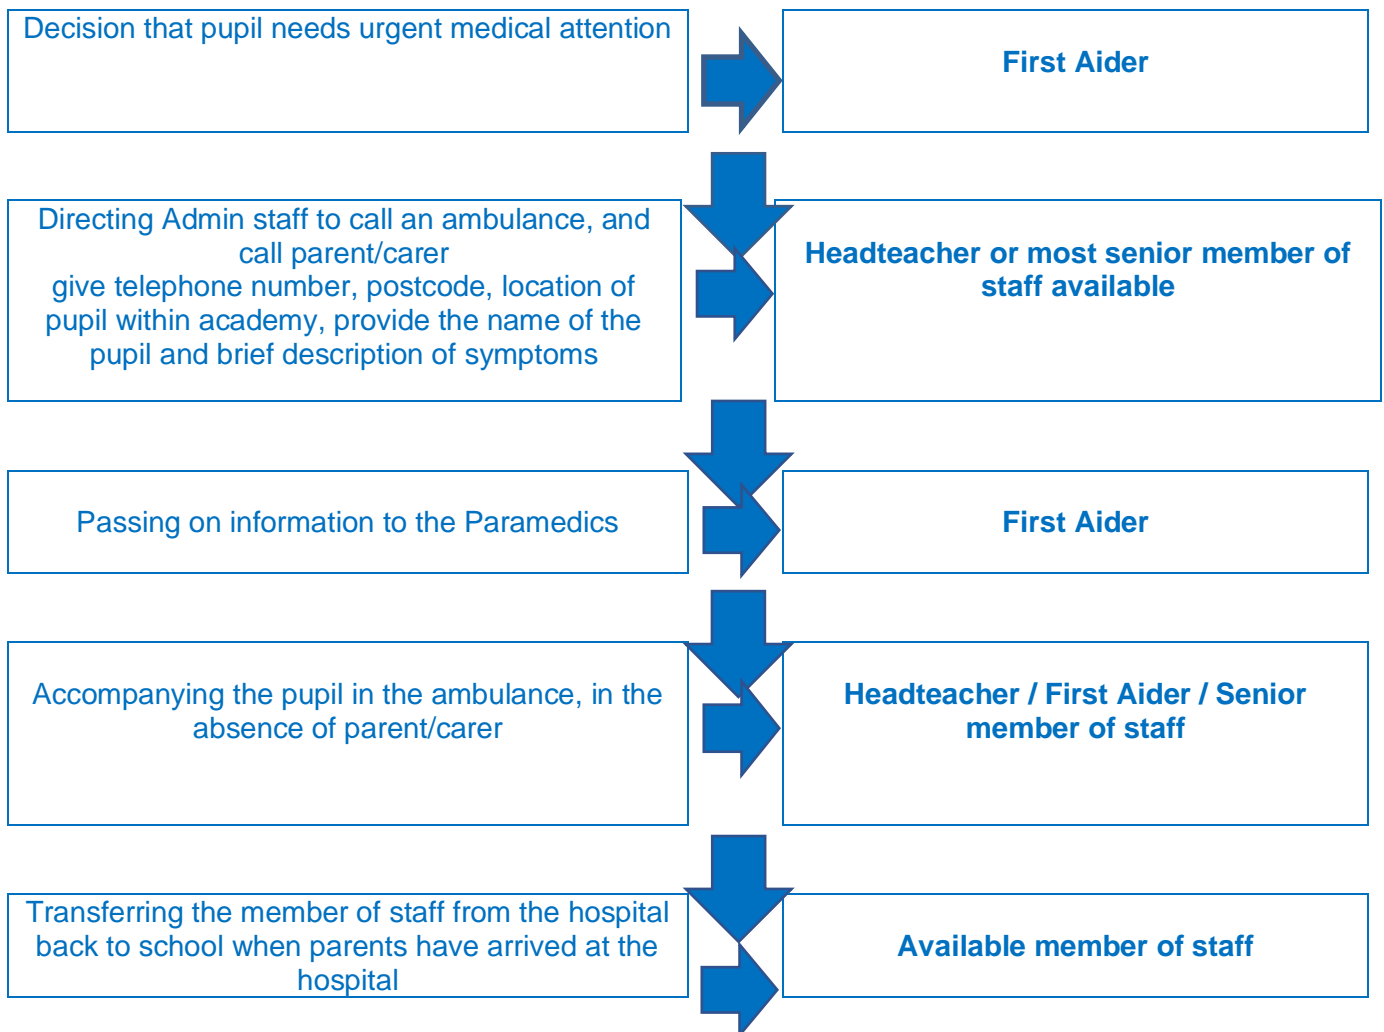 Decision that pupil needs urgent medical attention
First Aider
Directing Admin staff to call an ambulance, and
call parent/carer
give telephone number, postcode, location of
pupil within academy, provide the name of the
pupil and brief description of symptoms
Headteacher or most senior member of
staff available
Passing on information to the Paramedics
First Aider
Accompanying the pupil in the ambulance, in the
absence of parent/carer
Headteacher / First Aider / Senior
member of staff
Transferring the member of staff from the hospital
back to school when parents have arrived at the
hospital
Available member of staff